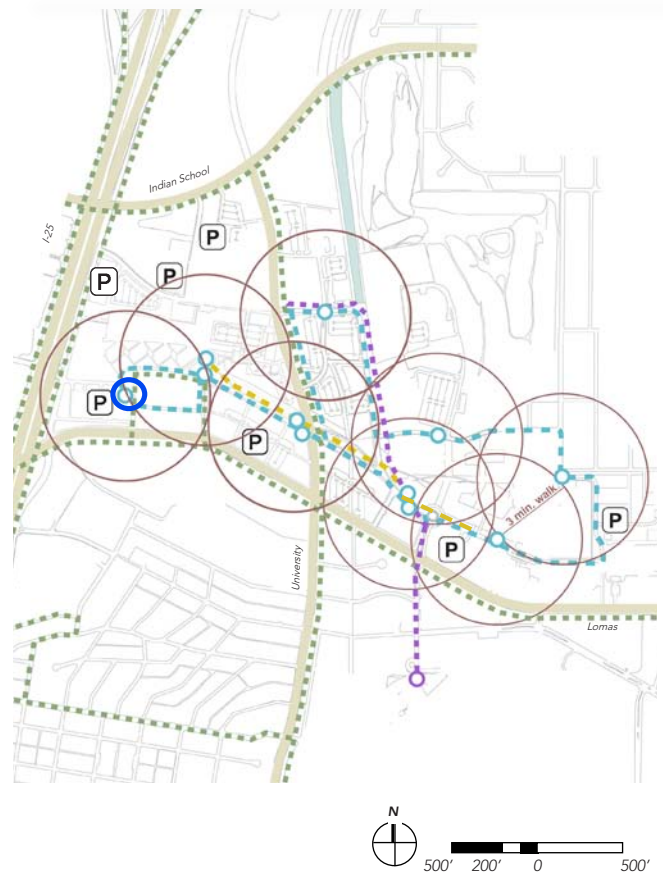 Indian School
I-25
P
P
P
P
P
3 min. walk
P
P
University
Lomas
N
500' 200' 0 500'